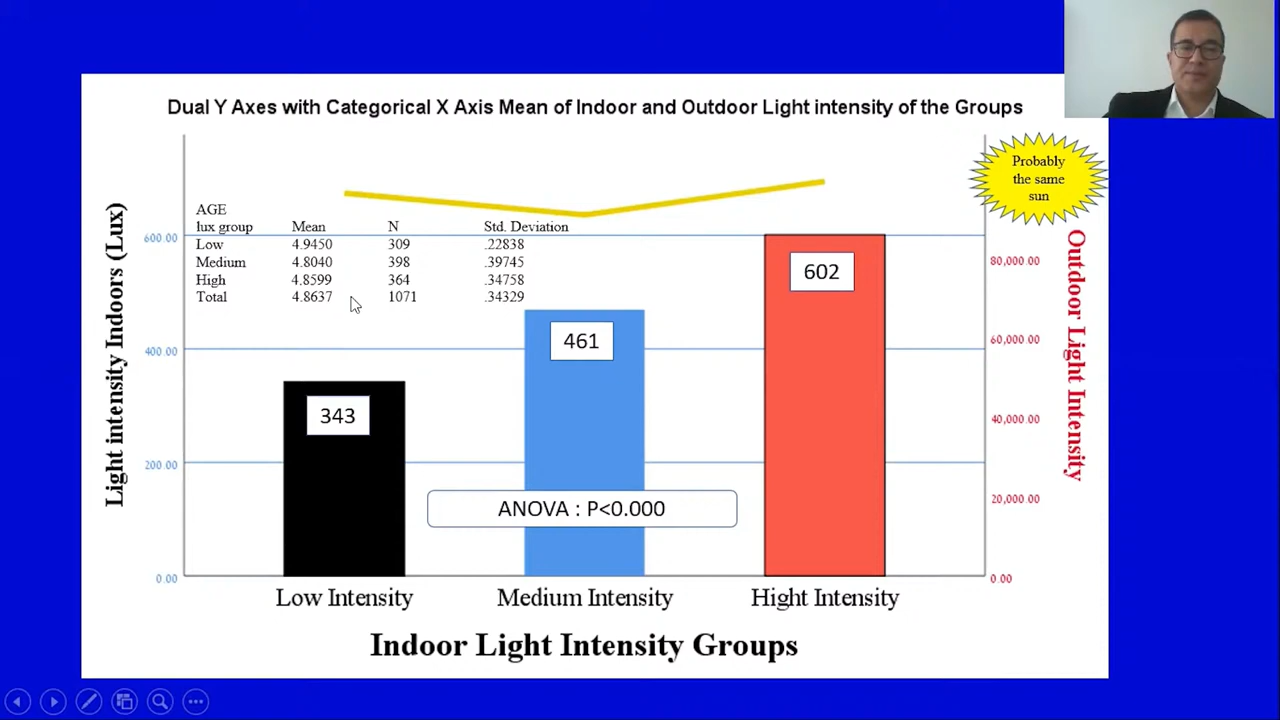 Dual Y Axes with Categorical X Axis Mean of Indoor and Outdoor Light intensity of the Groups
Probably
the same
sun
AGE
lux group Mean N Std. Deviation
Low 4.9450 309 .22838
Medium 4.8040 398 .39745
High 4.8599 364 .34758
Total 4.8637 1071 .34329
Light intensity Indoors (Lux)
600.00
400.00
200.00
0.00
343
461
602
ANOVA : P<0.000
80,000.00
60,000.00
40,000.00
20,000.00
0.00
Outdoor Light Intensity
Low Intensity Medium Intensity Hight Intensity
Indoor Light Intensity Groups